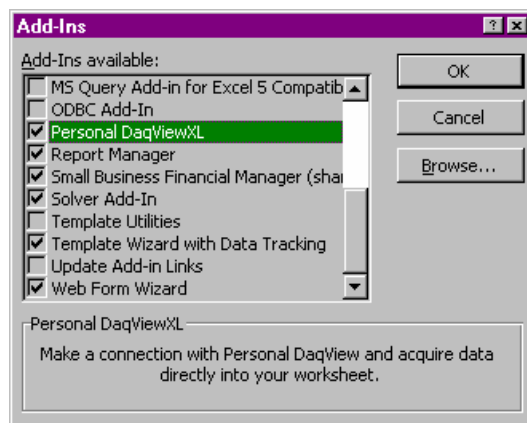 Add-Ins
Add-Ins available:
MS Query Add-in for Excel 5 Compatib
ODBC Add-In
Personal DaqViewXL
Report Manager
Small Business Financial Manager (shar
Solver Add-In
Template Utilities
Template Wizard with Data Tracking
Update Add-in Links
Web Form Wizard
OK
Cancel
Browse...
Personal DaqViewXL
Make a connection with Personal DaqView and acquire data
directly into your worksheet.